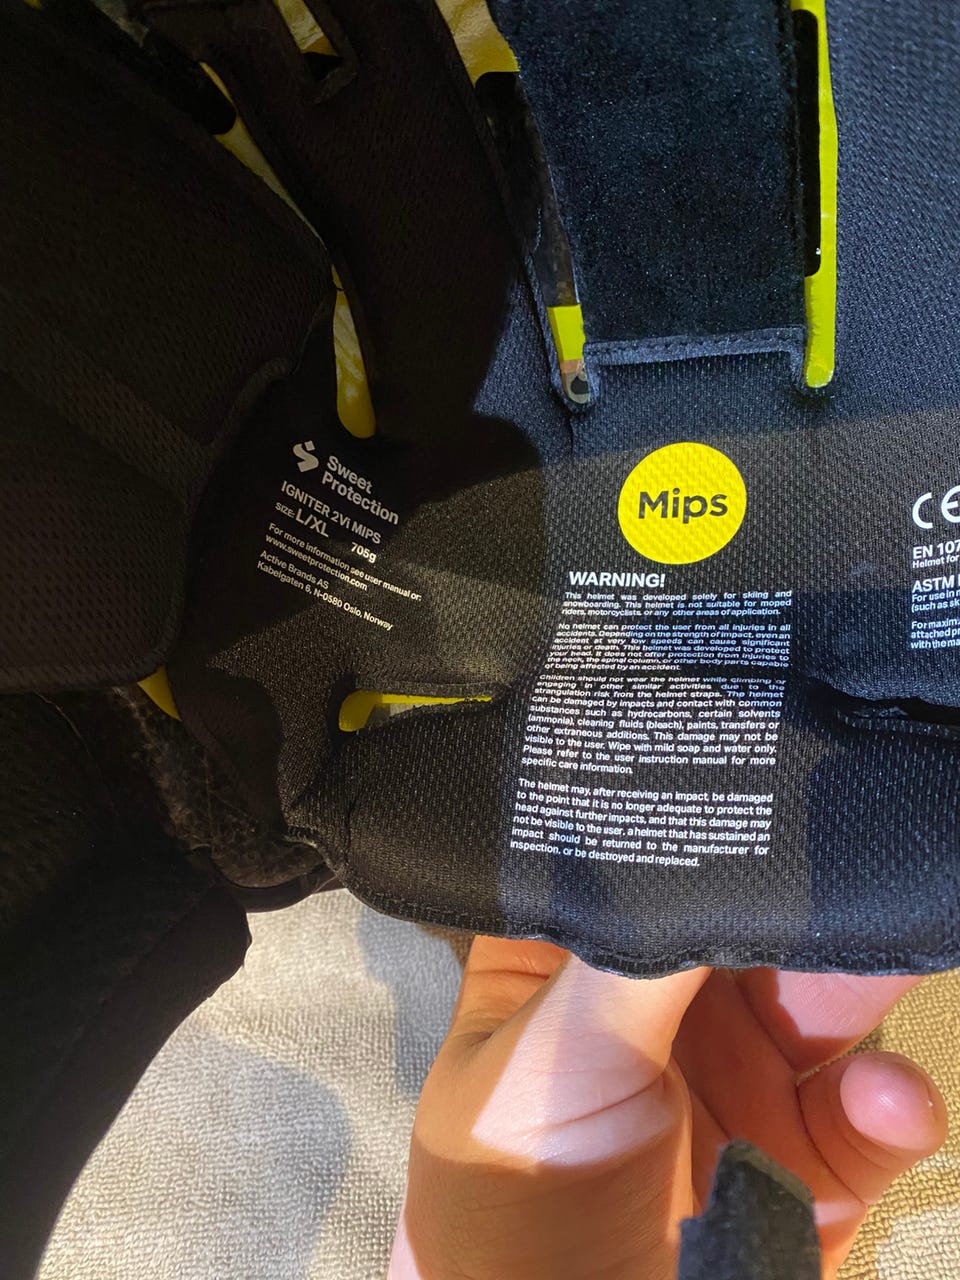 Sweet
Protection
IGNITER 2Vi MIPS
SIZE: L/XL
705g
For more information see user manual or:
www.sweetprotection.com
Active Brands AS
Kabelgaten 6, N-0580 Oslo, Norway
Mips
WARNING!
This helmet was developed solely for skiing and
snowboarding. This helmet is not suitable for moped
riders, motorcyclists, or any other areas of application.
No helmet can protect the user from all injuries in all
accidents. Depending on the strength of impact, even an
accident at very low speeds can cause significant
injuries or death. This helmet was developed to protect
your head. It does not offer protection from injuries to
the neck, the spinal column, or other body parts capable
of being affected by an accident.
Children should not wear the helmet while climbing or
engaging in other similar activities due to the
strangulation risk from the helmet straps. The helmet
can be damaged by impacts and contact with common
substances such as hydrocarbons, certain solvents
(ammonia), cleaning fluids (bleach), paints, transfers or
other extraneous additions. This damage may not be
visible to the user. Wipe with mild soap and water only.
Please refer to the user instruction manual for more
specific care information.
The helmet may, after receiving an impact, be damaged
to the point that it is no longer adequate to protect the
head against further impacts, and that this damage may
not be visible to the user. a helmet that has sustained an
impact should be returned to the manufacturer for
inspection, or be destroyed and replaced.
CE
EN 107
Helmet for
ASTM
For use in
(such as
For maxim
attached
with the ma